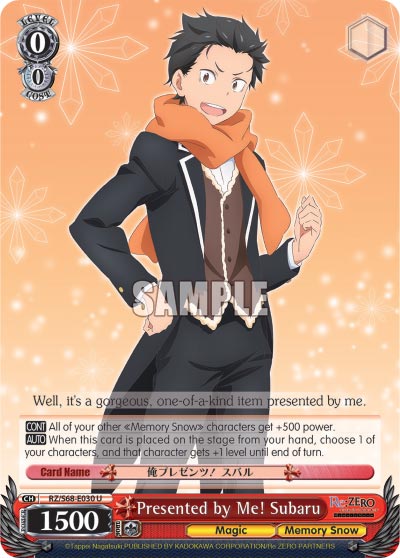 LEVEL
0
0
COST
SAMPLE
Well, it's a gorgeous, one-of-a-kind item presented by me.
CONT All of your other «Memory Snow» characters get +500 power.
AUTO When this card is placed on the stage from your hand, choose 1 of
your characters, and that character gets +1 level until end of turn.
Card Name 俺プレゼンツ! スバル
CH RZ/S68-E030 U Presented by Me! Subaru Re:ZERO
POWER 1500 Magic Memory Snow
©Tappei Nagatsuki,PUBLISHED BY KADOKAWA CORPORATION/Re:ZERO PARTNERS